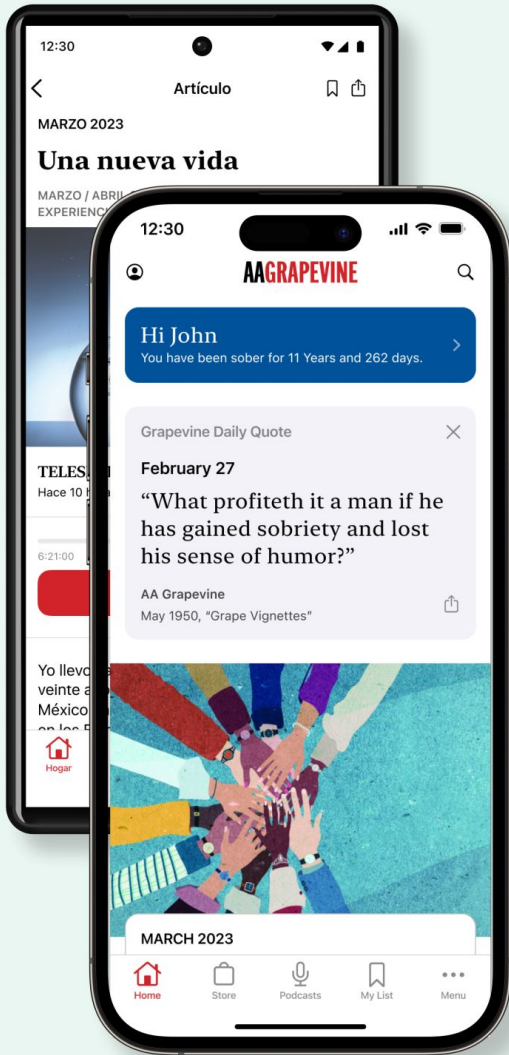 12:30
Artículo
MARZO 2023
Una nueva vida
MARZO / ABRIL
12:30
AAGRAPEVINE
Hi John
You have been sober for 11 Years and 262 days.
Grapevine Daily Quote
February 27
“What profiteth it a man if he
has gained sobriety and lost
his sense of humor?”
AA Grapevine
May 1950, “Grape Vignettes”
Hace 10
6:21:00
Yo
veinte
México
en los
Hogar
MARCH 2023
Home
Store
Podcasts
My List
Menu